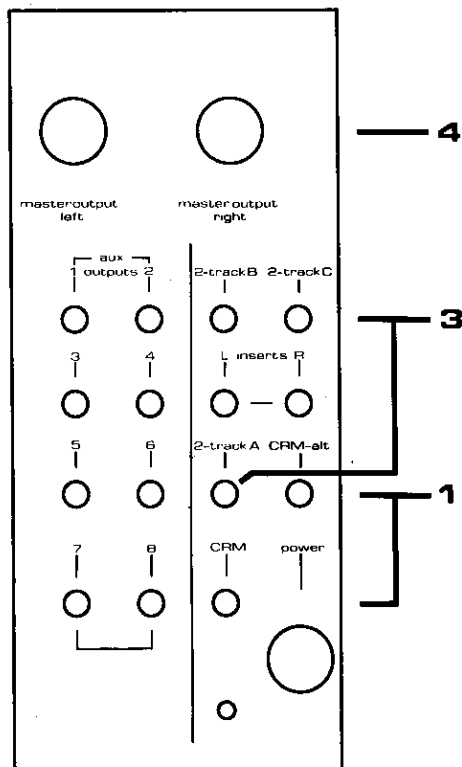 4
masteroutput left
masteroutput right
aux
1 outputs 2
2-trackB 2-trackC
3
3 4
L inserts R
5 6
2-trackA CRM-alt
1
7 8
CRM power